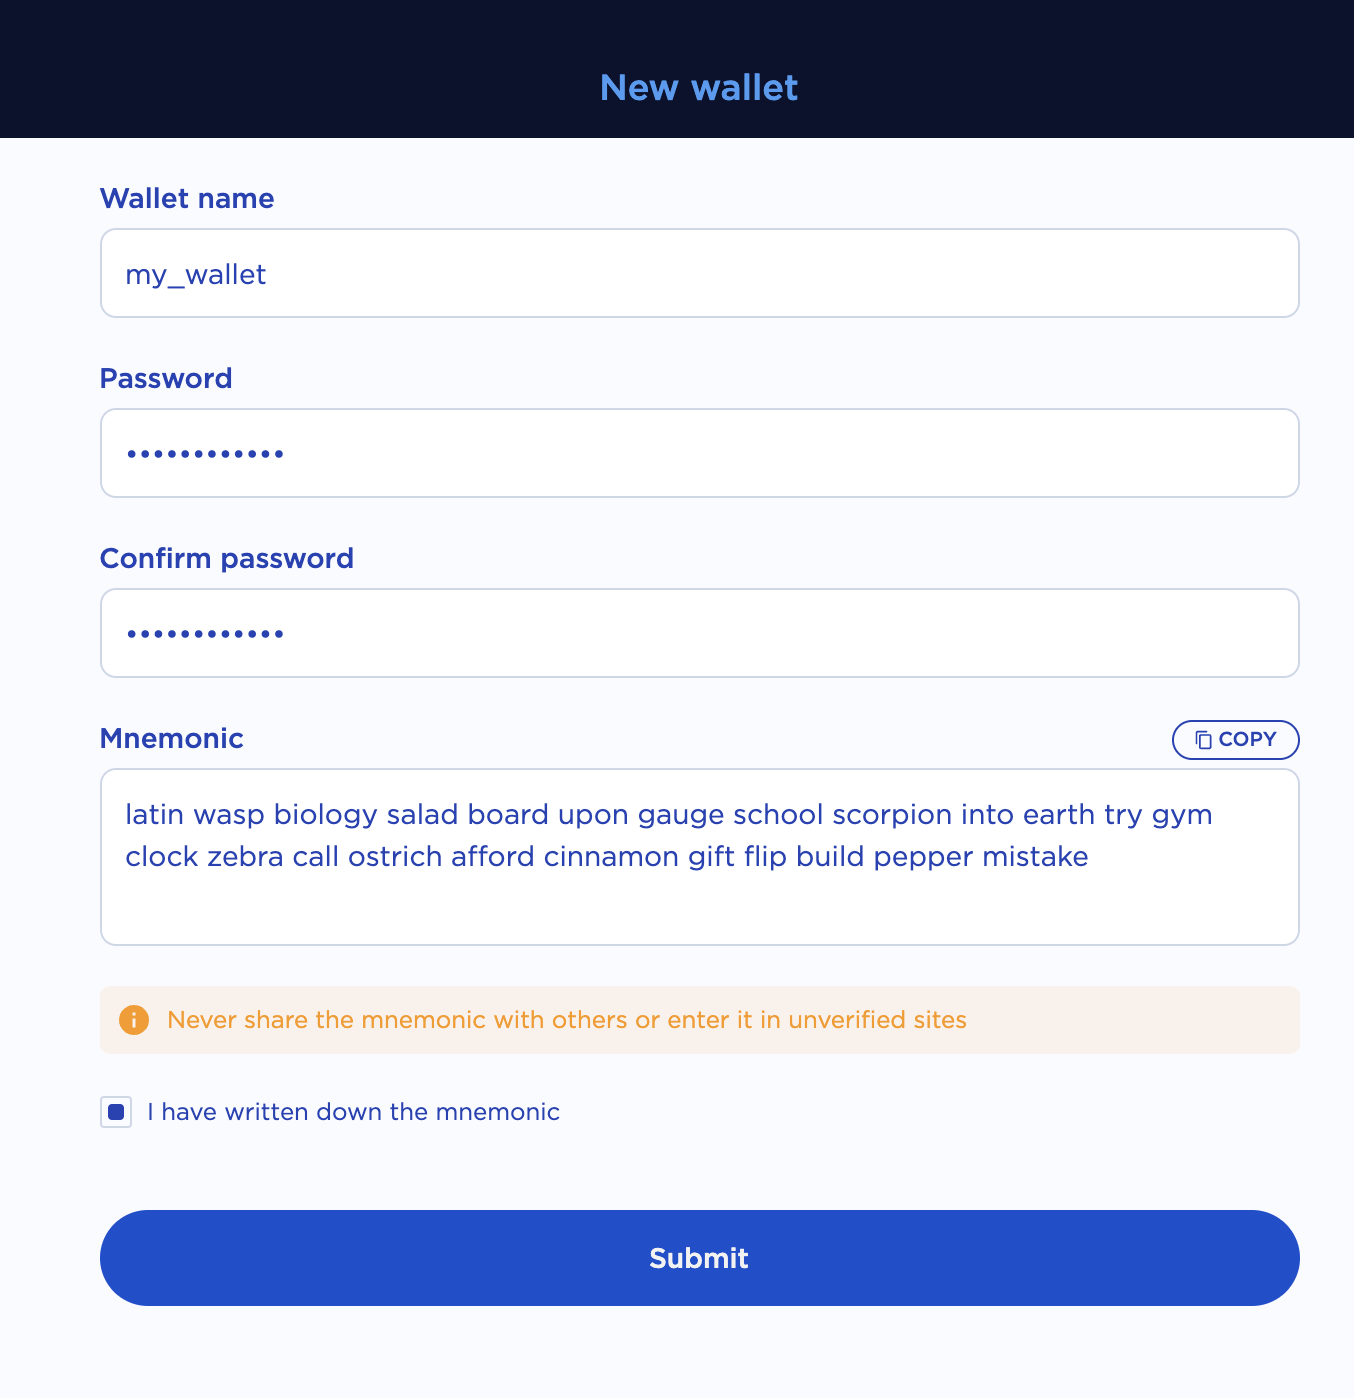 New wallet
Wallet name
my_wallet
Password
••••••••••••
Confirm password
••••••••••••
Mnemonic
COPY
latin wasp biology salad board upon gauge school scorpion into earth try gym
clock zebra call ostrich afford cinnamon gift flip build pepper mistake
Never share the mnemonic with others or enter it in unverified sites
I have written down the mnemonic
Submit